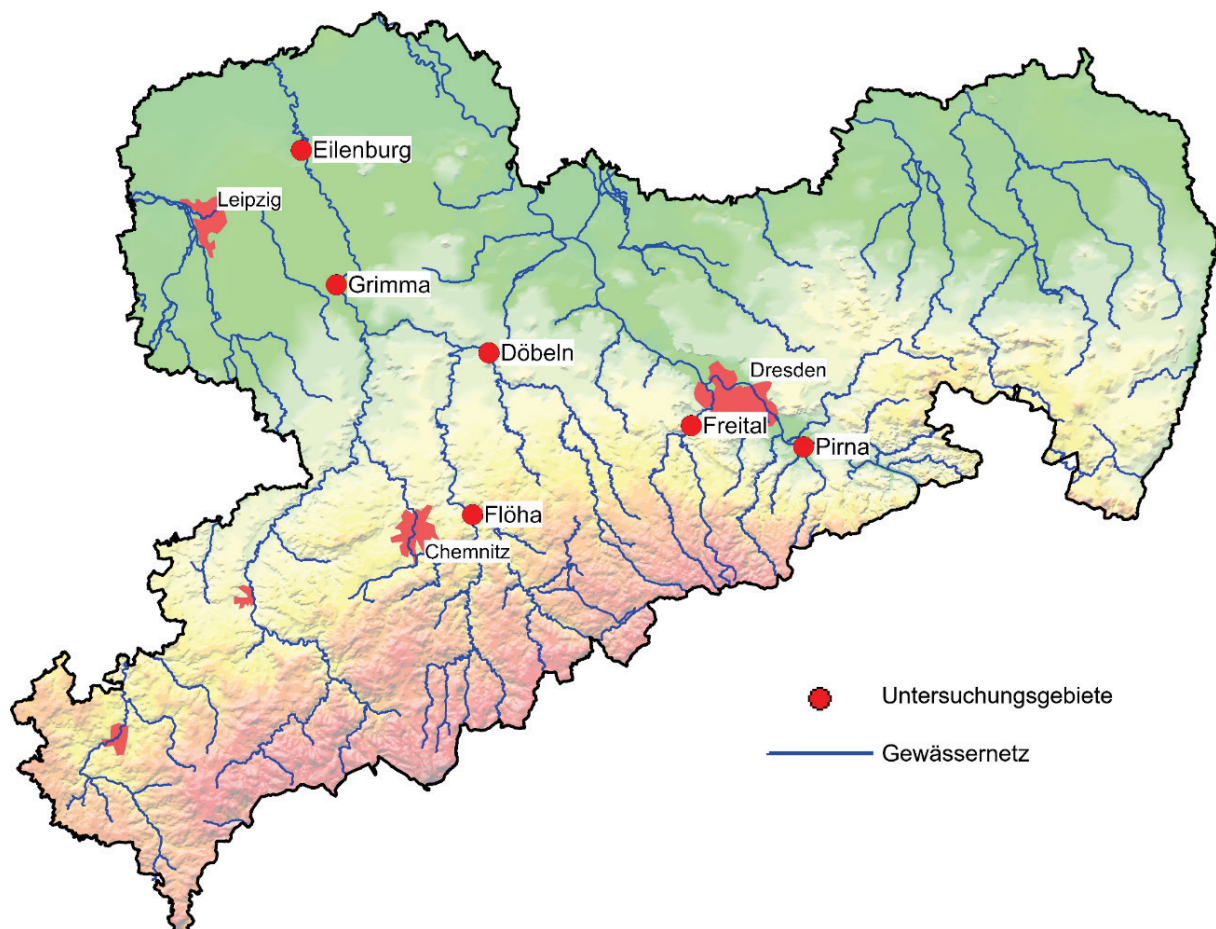 Eilenburg
Leipzig
Grimma
Döbeln
Dresden
Freital
Pirna
Flöha
Chemnitz
Untersuchungsgebiete
Gewässernetz